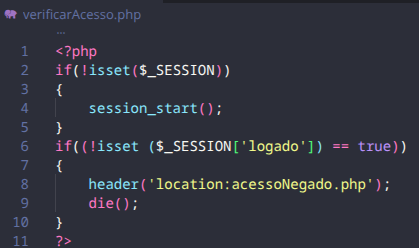 verificarAcesso.php
...
1 <?php
2 if(!isset($_SESSION))
3 {
4     session_start();
5 }
6 if((!isset ($_SESSION['logado']) == true))
7 {
8     header('location:acessoNegado.php');
9     die();
10 }
11 ?>